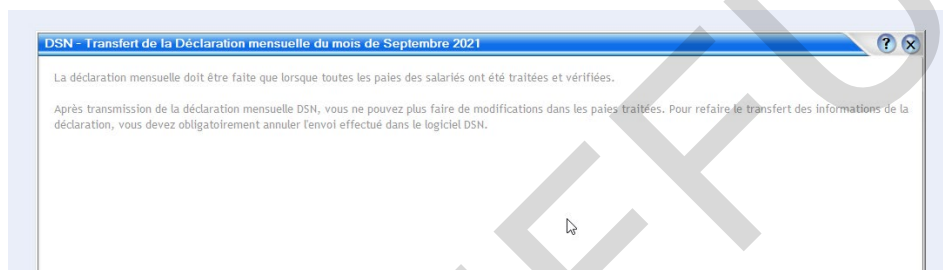 DSN - Transfert de la Déclaration mensuelle du mois de Septembre 2021
La déclaration mensuelle doit être faite que lorsque toutes les paies des salariés ont été traitées et vérifiées.
Après transmission de la déclaration mensuelle DSN, vous ne pouvez plus faire de modifications dans les paies traitées. Pour refaire le transfert des informations de la
déclaration, vous devez obligatoirement annuler l'envoi effectué dans le logiciel DSN.